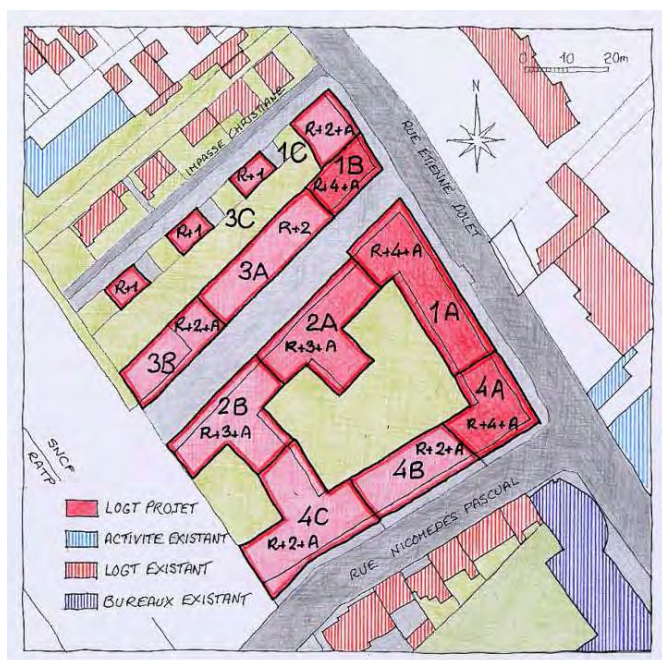 0 10 20m
N
IMPASSE CHRISTIANE
RUE ETIENNE DOLET
R+2+A
1C
1B
R+4+A
R+1
3C
R+1
R+2
3A
R+1
R+2+A
3B
R+4+A
1A
2A
R+3+A
2B
R+3+A
4A
R+4+A
R+2+A
4B
4C
R+2+A
RUE NICOMEDÉS PASCUAL
SNCF
RATP
LOGT PROJET
ACTIVITE EXISTANT
LOGT EXISTANT
BUREAUX EXISTANT